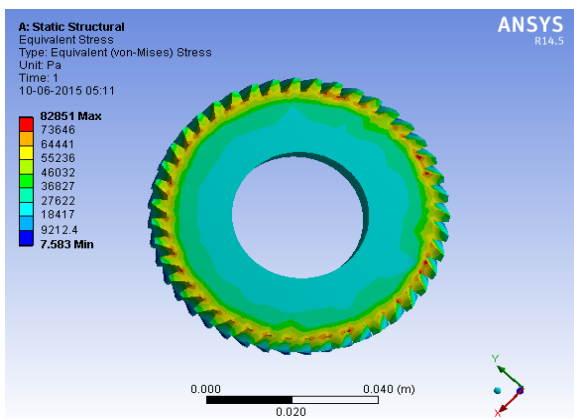 A: Static Structural
Equivalent Stress
Type: Equivalent (von-Mises) Stress
Unit: Pa
Time: 1
10-06-2015 05:11
ANSYS
R14.5
82851 Max
73646
64441
55236
46032
36827
27622
18417
9212.4
7.583 Min
0.000
0.040 (m)
0.020
Y
X